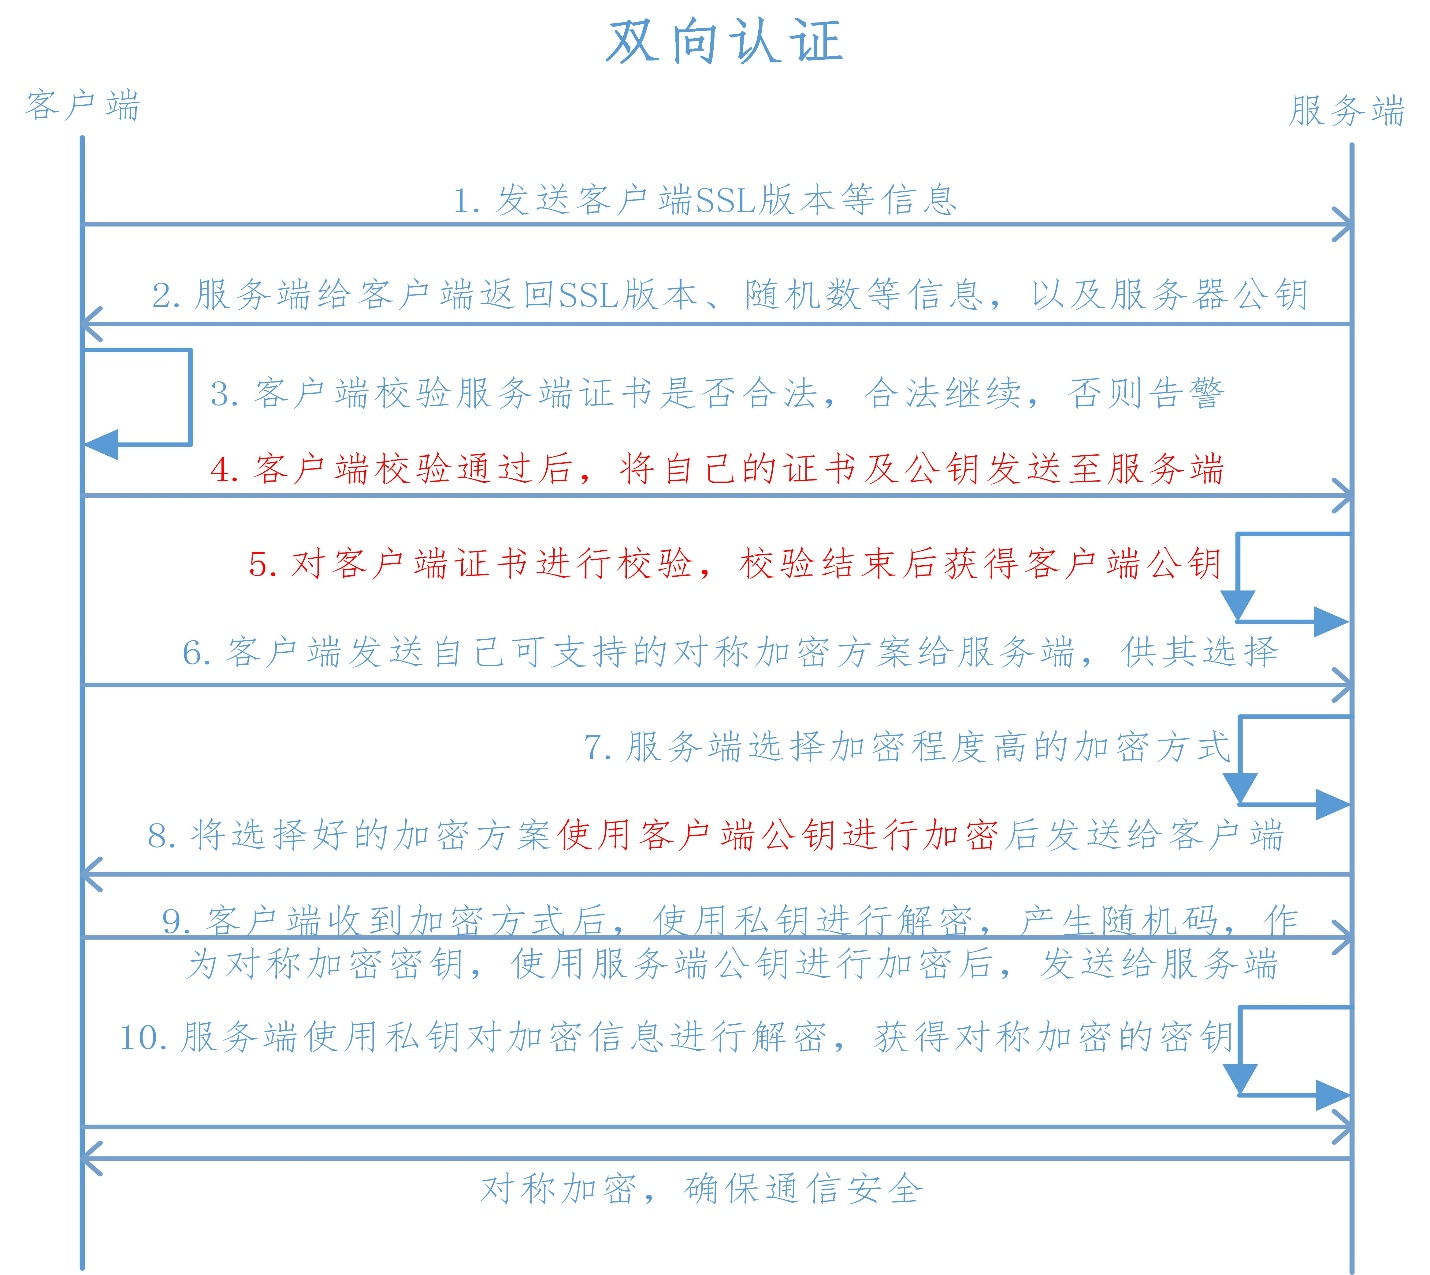 双向认证
客户端
服务端
1. 发送客户端SSL版本等信息
2. 服务端给客户端返回SSL版本、随机数等信息，以及服务器公钥
3. 客户端校验服务端证书是否合法，合法继续，否则告警
4. 客户端校验通过后，将自己的证书及公钥发送至服务端
5. 对客户端证书进行校验，校验结束后获得客户端公钥
6. 客户端发送自己可支持的对称加密方案给服务端，供其选择
7. 服务端选择加密程度高的加密方式
8. 将选择好的加密方案使用客户端公钥进行加密后发送给客户端
9. 客户端收到加密方式后，使用私钥进行解密，产生随机码，作
为对称加密密钥，使用服务端公钥进行加密后，发送给服务端
10. 服务端使用私钥对加密信息进行解密，获得对称加密的密钥
对称加密，确保通信安全